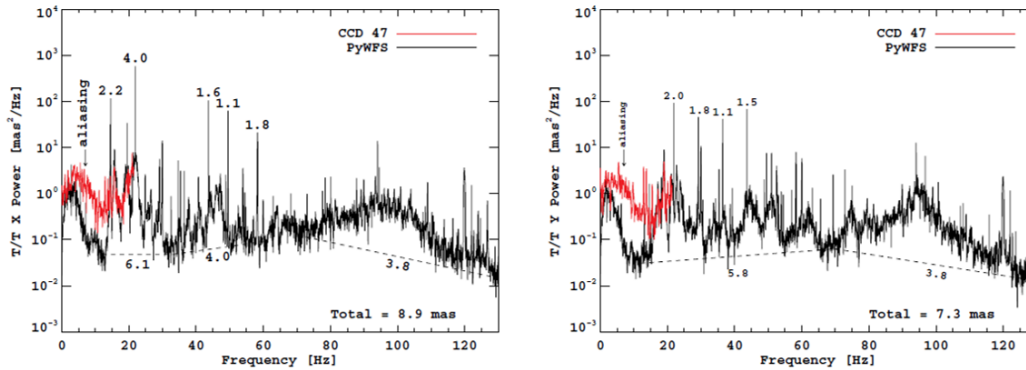 CCD 47
PyWFS
aliasing
2.2
4.0
1.6
1.1
1.8
6.1
4.0
3.8
Total = 8.9 mas
10⁴
10³
10²
10¹
10⁰
10⁻¹
10⁻²
10⁻³
T/T X Power [mas²/Hz]
0 20 40 60 80 100 120
Frequency [Hz]
CCD 47
PyWFS
aliasing
2.0
1.8
1.1
1.5
5.8
3.8
Total = 7.3 mas
10⁴
10³
10²
10¹
10⁰
10⁻¹
10⁻²
10⁻³
T/T Y Power [mas²/Hz]
0 20 40 60 80 100 120
Frequency [Hz]